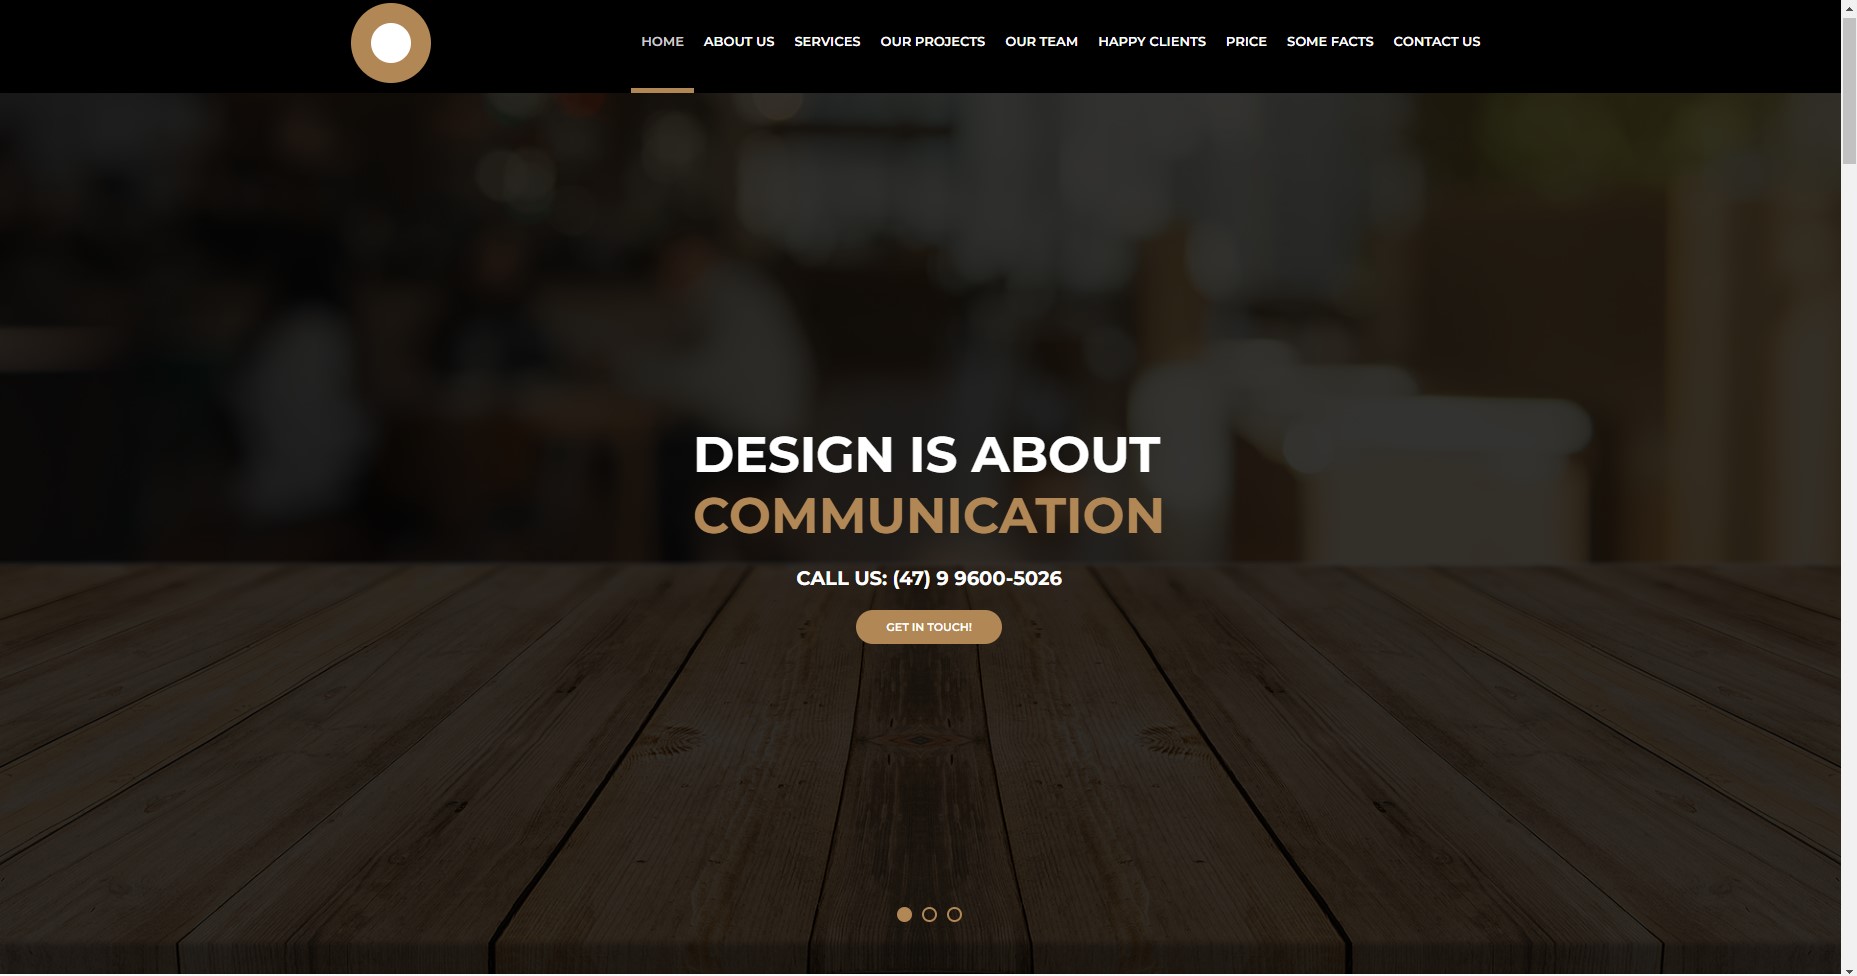 HOME ABOUT US SERVICES OUR PROJECTS OUR TEAM HAPPY CLIENTS PRICE SOME FACTS CONTACT US
DESIGN IS ABOUT
COMMUNICATION
CALL US: (47) 9 9600-5026
GET IN TOUCH!